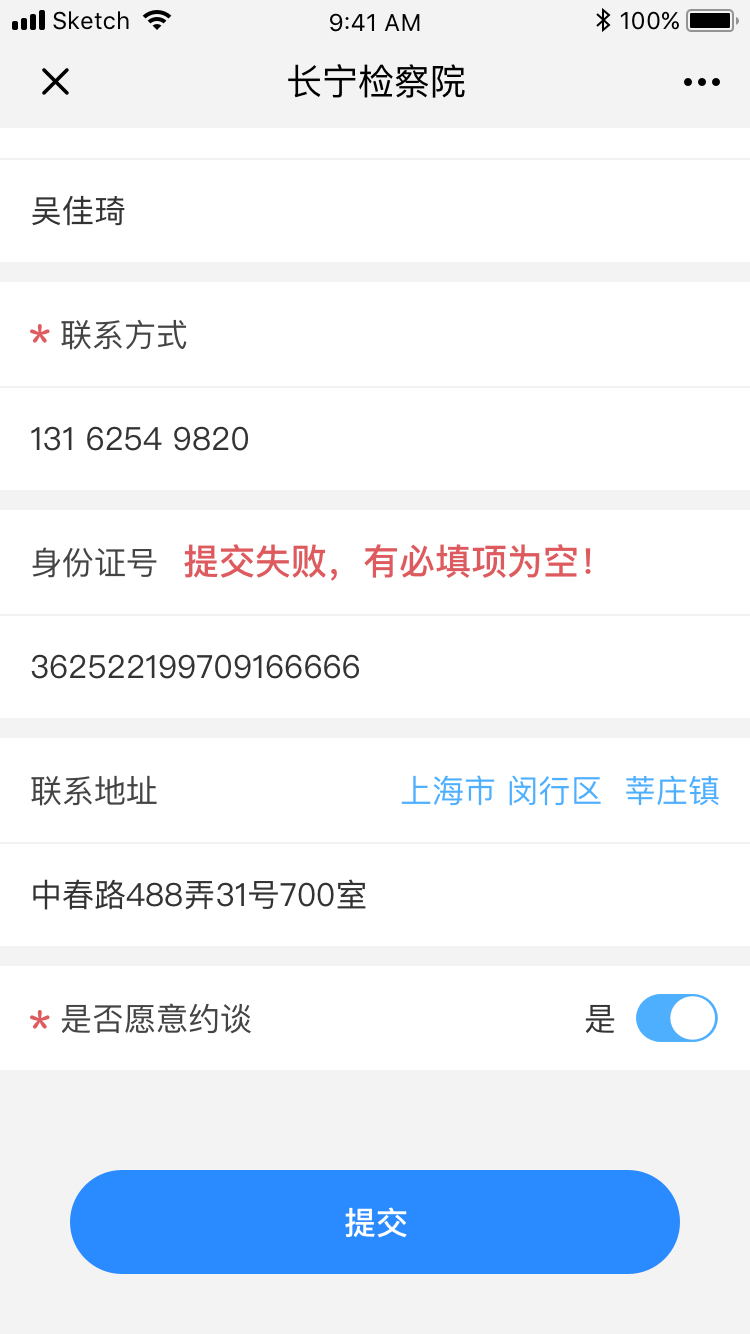 Sketch 9:41 AM 100%
长宁检察院
吴佳琦
* 联系方式
131 6254 9820
身份证号 提交失败，有必填项为空！
362522199709166666
联系地址 上海市 闵行区 莘庄镇
中春路488弄31号700室
* 是否愿意约谈 是
提交